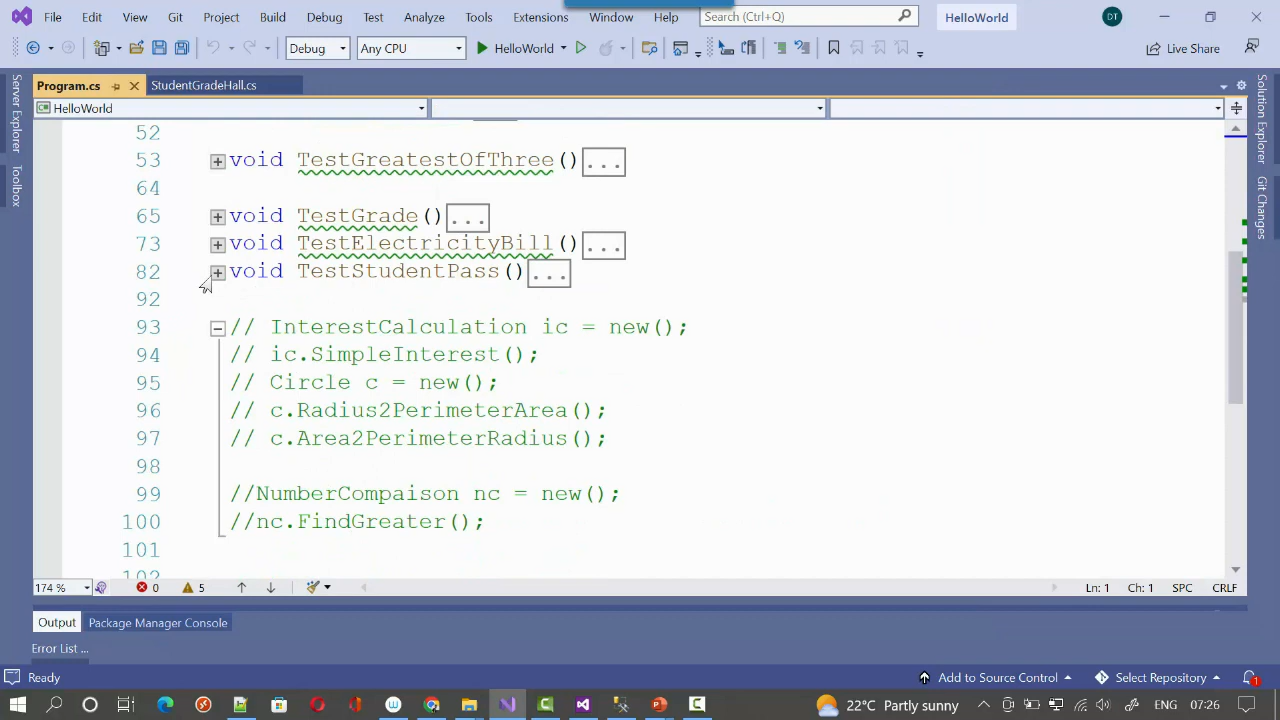 File Edit View Git Project Build Debug Test Analyze Tools Extensions Window Help Search (Ctrl+Q) HelloWorld DT
Debug Any CPU HelloWorld Live Share
Program.cs StudentGradeHall.cs
HelloWorld
Server Explorer
Toolbox
Solution Explorer
Git Changes
52
53 void TestGreatestOfThree()...
64
65 void TestGrade()...
73 void TestElectricityBill()...
82 void TestStudentPass()...
92
93 // InterestCalculation ic = new();
94 // ic.SimpleInterest();
95 // Circle c = new();
96 // c.Radius2PerimeterArea();
97 // c.Area2PerimeterRadius();
98
99 //NumberCompaison nc = new();
100 //nc.FindGreater();
101
102
174 % 0 5 Ln: 1 Ch: 1 SPC CRLF
Output Package Manager Console
Error List ...
Ready Add to Source Control Select Repository 1
22°C Partly sunny ENG 07:26